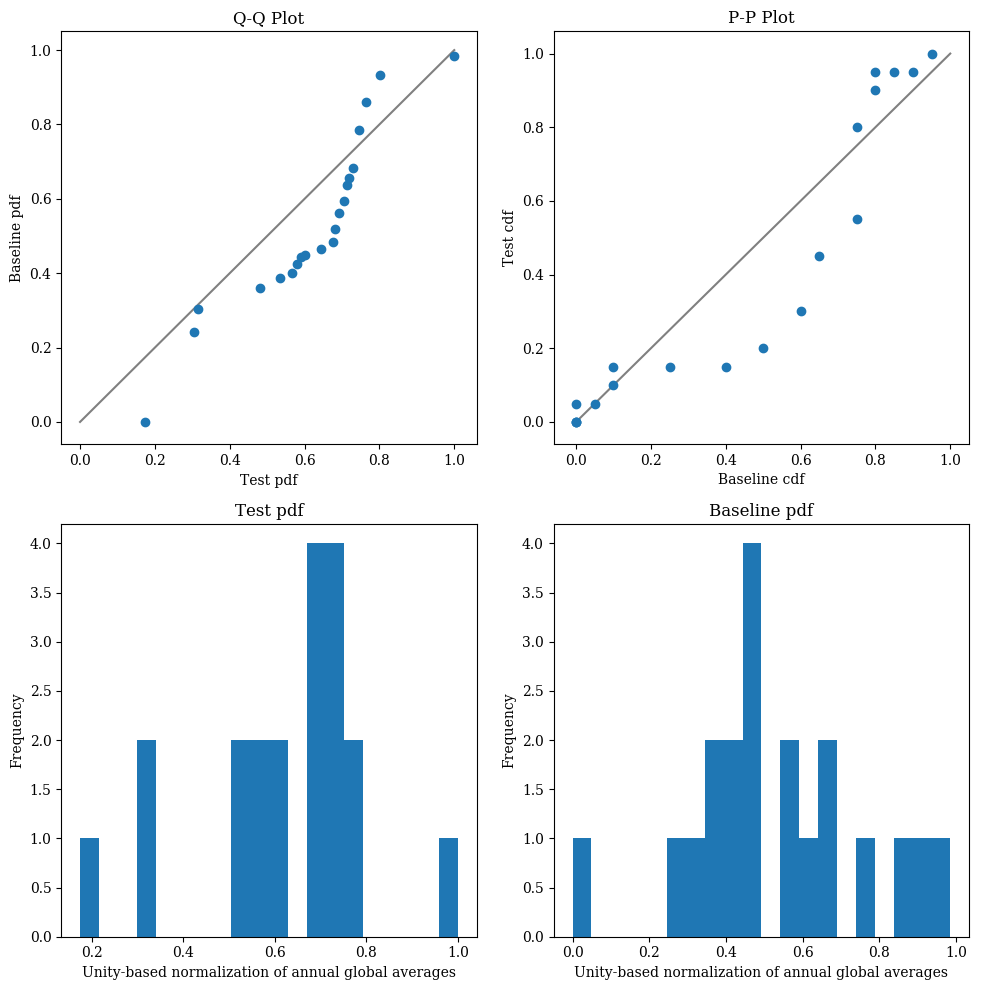 Q-Q Plot
1.0
0.8
0.6
0.4
0.2
0.0
Baseline pdf
0.0 0.2 0.4 0.6 0.8 1.0
Test pdf
P-P Plot
1.0
0.8
0.6
0.4
0.2
0.0
Test cdf
0.0 0.2 0.4 0.6 0.8 1.0
Baseline cdf
Test pdf
4.0
3.5
3.0
2.5
2.0
1.5
1.0
0.5
0.0
Frequency
0.2 0.4 0.6 0.8 1.0
Unity-based normalization of annual global averages
Baseline pdf
4.0
3.5
3.0
2.5
2.0
1.5
1.0
0.5
0.0
Frequency
0.0 0.2 0.4 0.6 0.8 1.0
Unity-based normalization of annual global averages